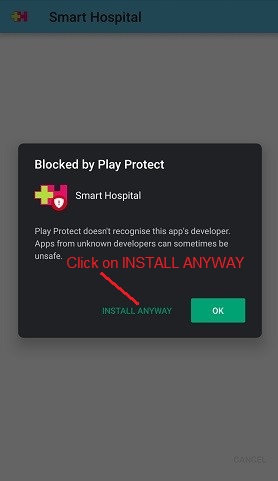 Smart Hospital
Blocked by Play Protect
Smart Hospital
Play Protect doesn't recognise this app's developer.
Apps from unknown developers can sometimes be
unsafe.
Click on INSTALL ANYWAY
INSTALL ANYWAY
OK
CANCEL